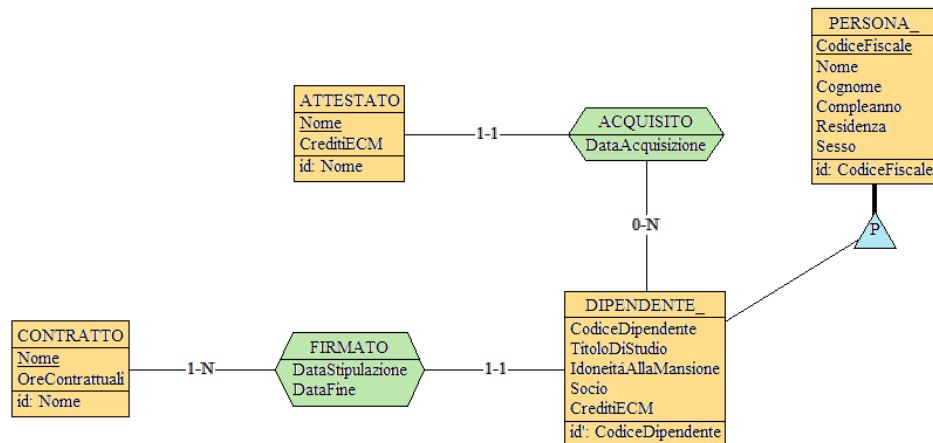 PERSONA_
CodiceFiscale
Nome
Cognome
Compleanno
Residenza
Sesso
id: CodiceFiscale
P
ATTESTATO
Nome
CreditiECM
id: Nome
1-1
ACQUISITO
DataAcquisizione
0-N
DIPENDENTE_
CodiceDipendente
TitoloDiStudio
IdoneitáAllaMansione
Socio
CreditiECM
id': CodiceDipendente
CONTRATTO
Nome
OreContrattuali
id: Nome
1-N
FIRMATO
DataStipulazione
DataFine
1-1